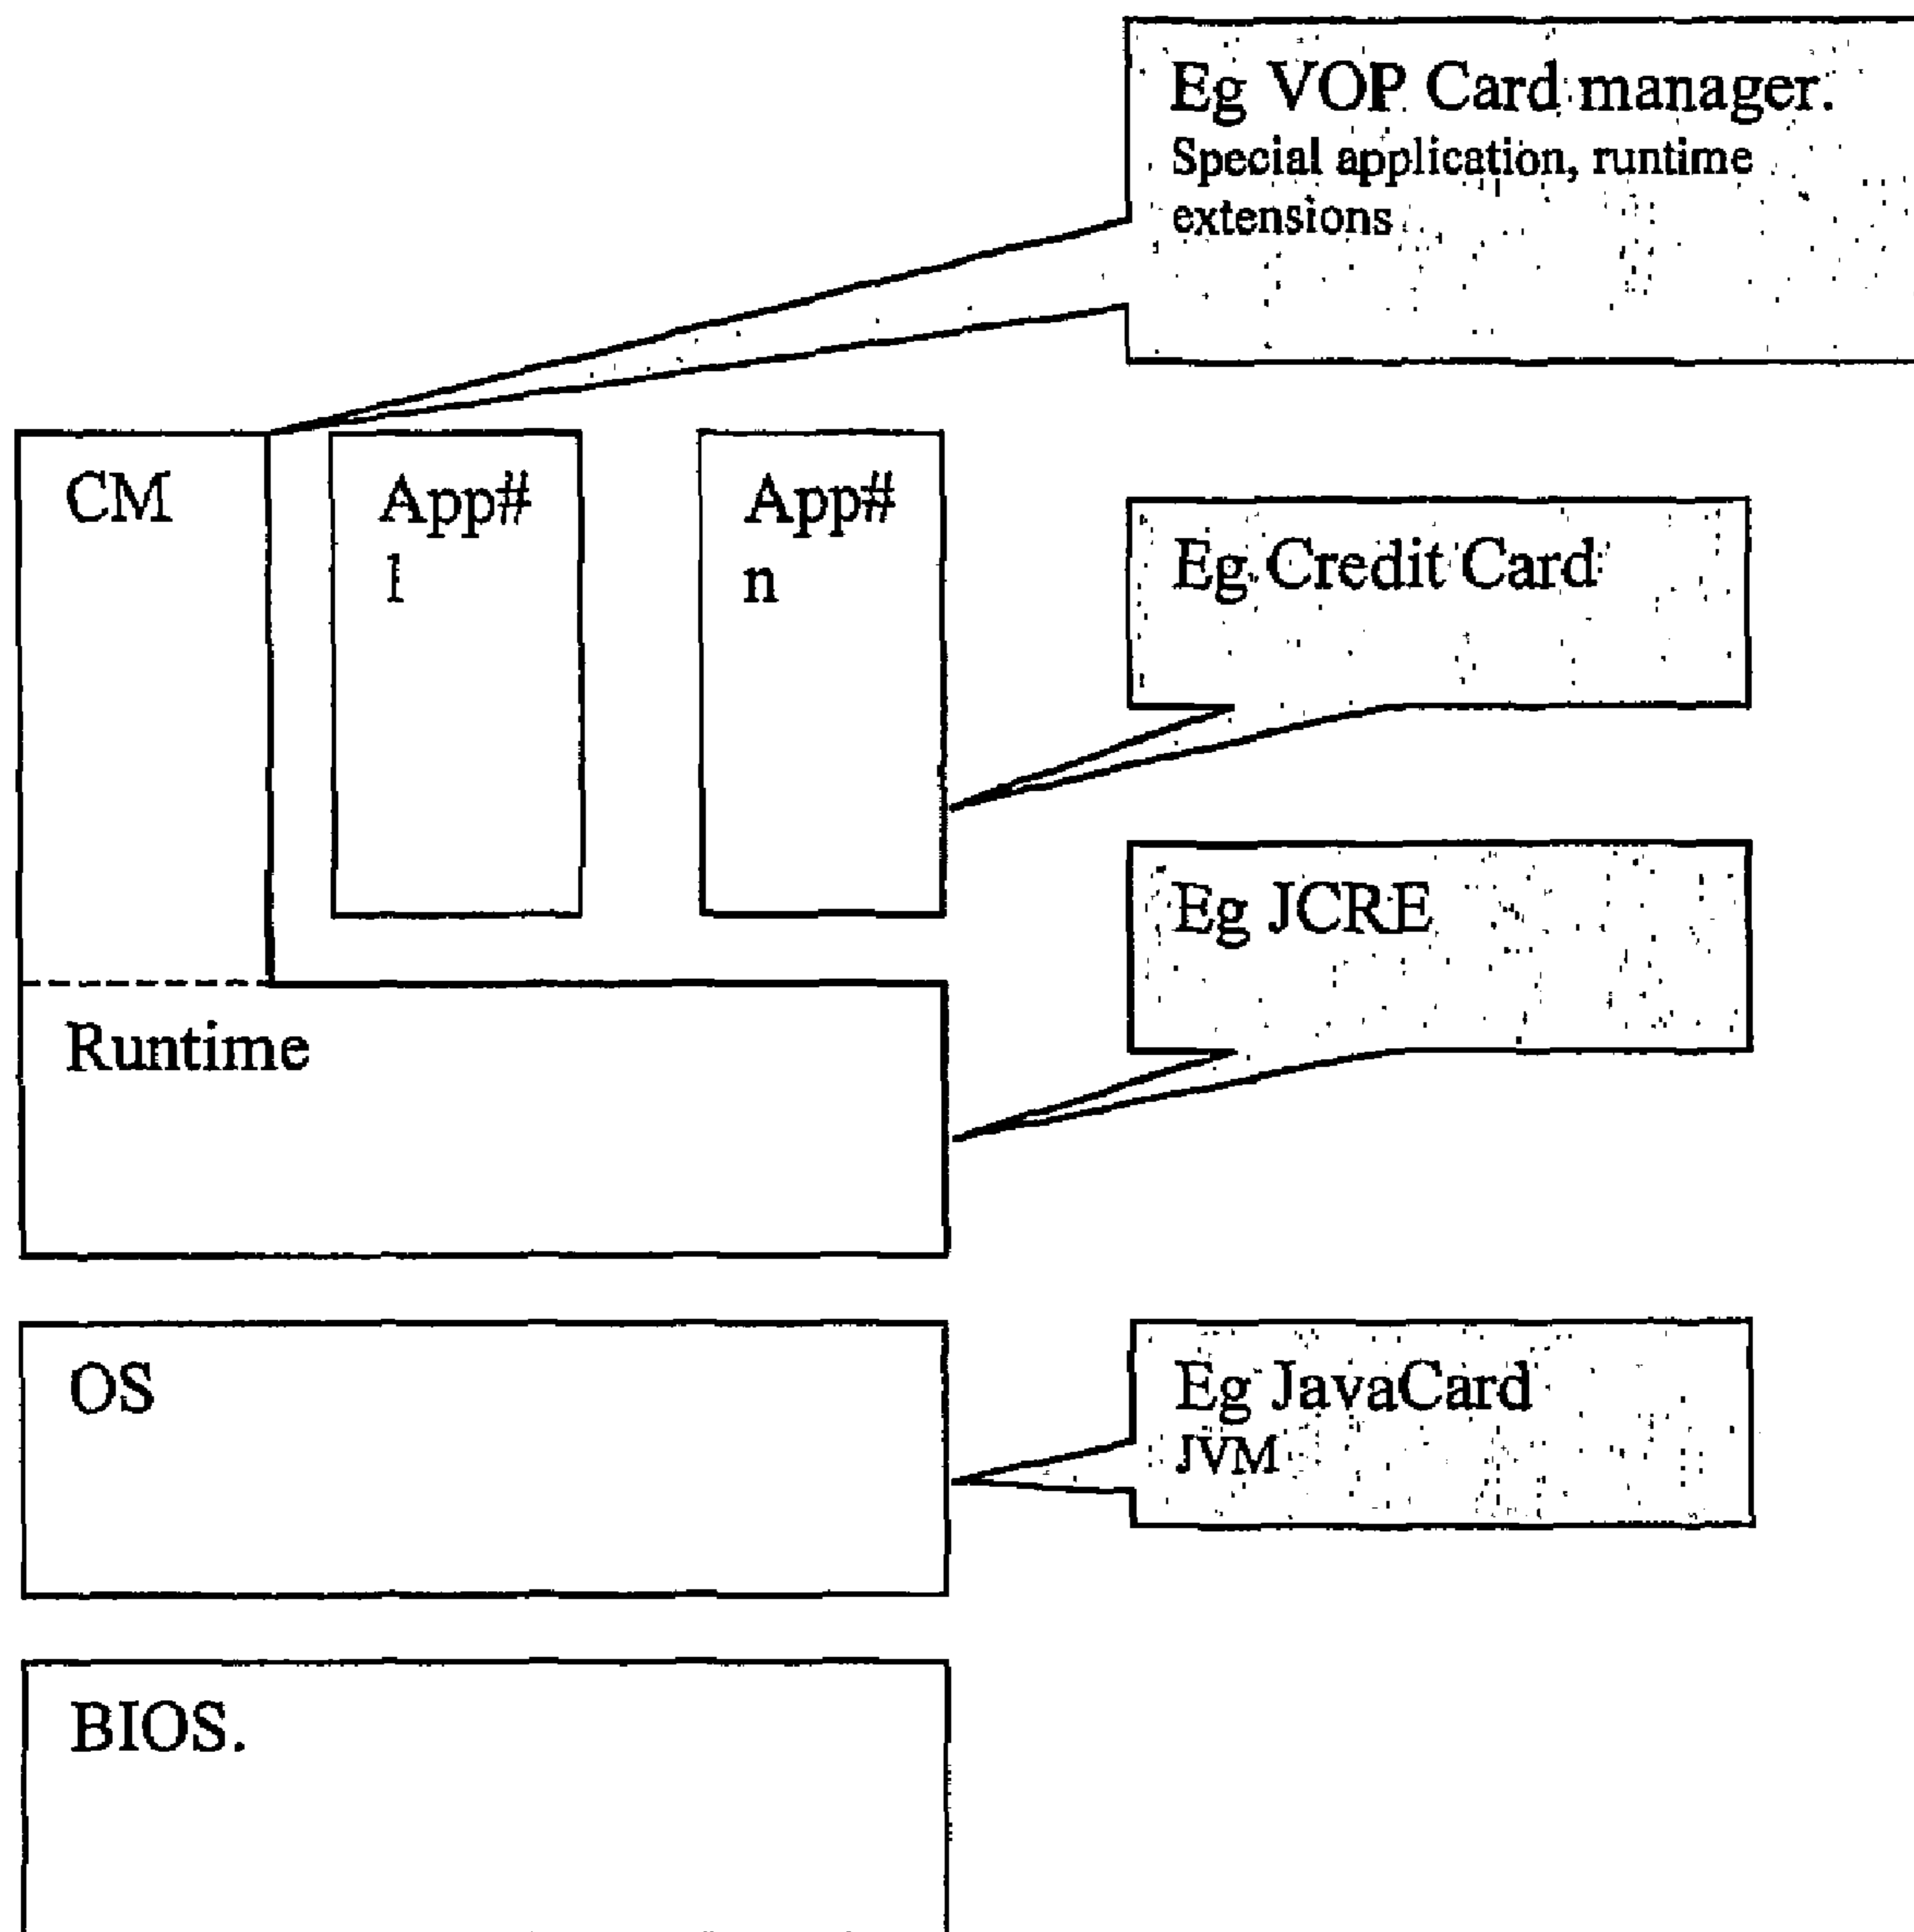 Eg VOP Card manager.
Special application, runtime
extensions
CM
App#
1
App#
n
Eg Credit Card
Eg JCRE
Runtime
OS
Eg JavaCard
JVM
BIOS.